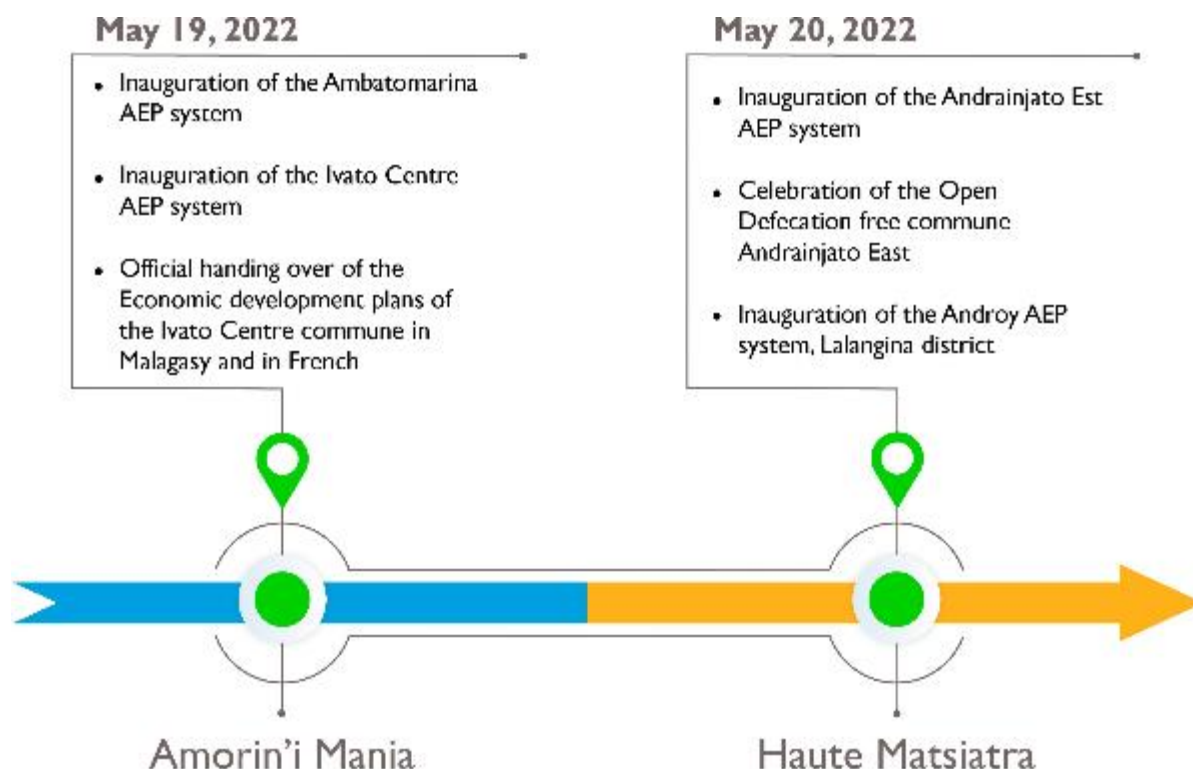 May 19, 2022
• Inauguration of the Ambatomarina
AEP system
• Inauguration of the Ivato Centre
AEP system
• Official handing over of the
Economic development plans of
the Ivato Centre commune in
Malagasy and in French
May 20, 2022
• Inauguration of the Andrainjato Est
AEP system
• Celebration of the Open
Defecation free commune
Andrainjato East
• Inauguration of the Androy AEP
system, Lalangina district
Amorin’i Mania
Haute Matsiatra